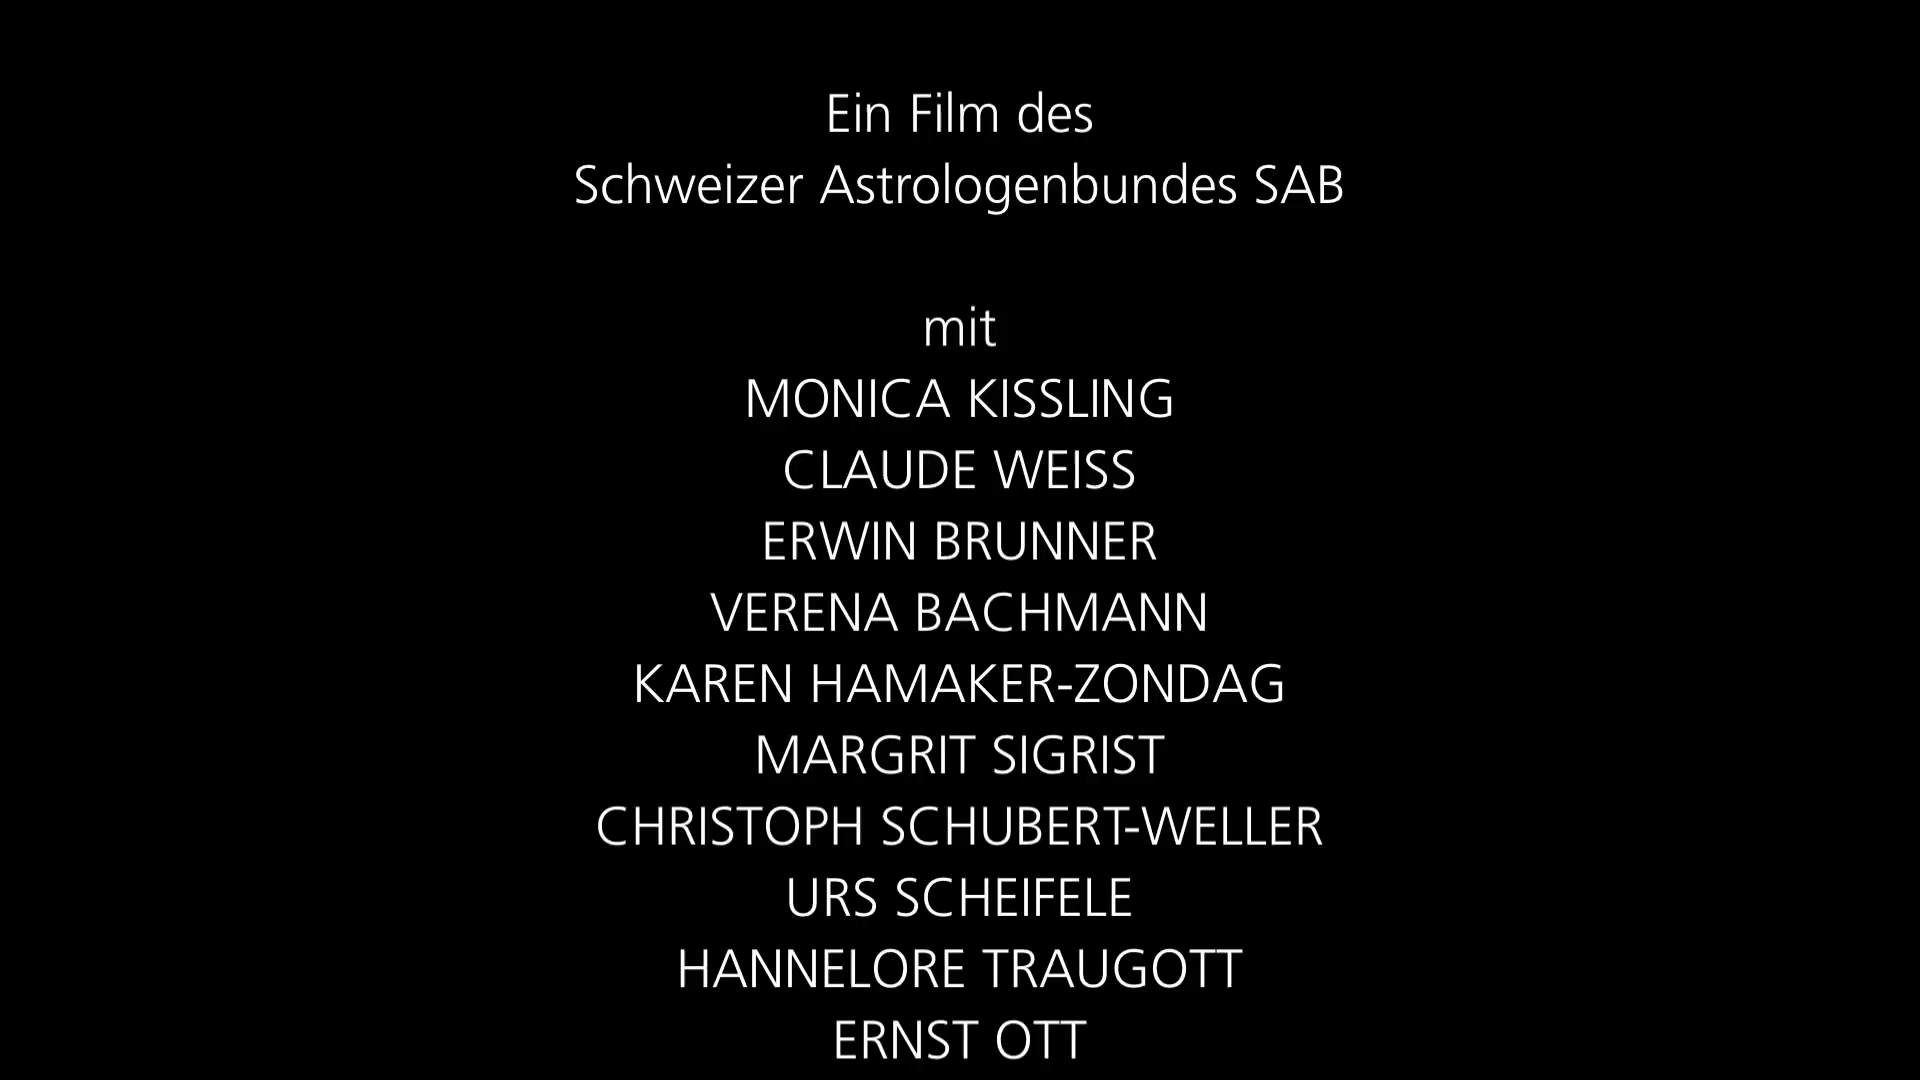 Ein Film des
Schweizer Astrologenbundes SAB
mit
MONICA KISSLING
CLAUDE WEISS
ERWIN BRUNNER
VERENA BACHMANN
KAREN HAMAKER-ZONDAG
MARGRIT SIGRIST
CHRISTOPH SCHUBERT-WELLER
URS SCHEIFELE
HANNELORE TRAUGOTT
ERNST OTT